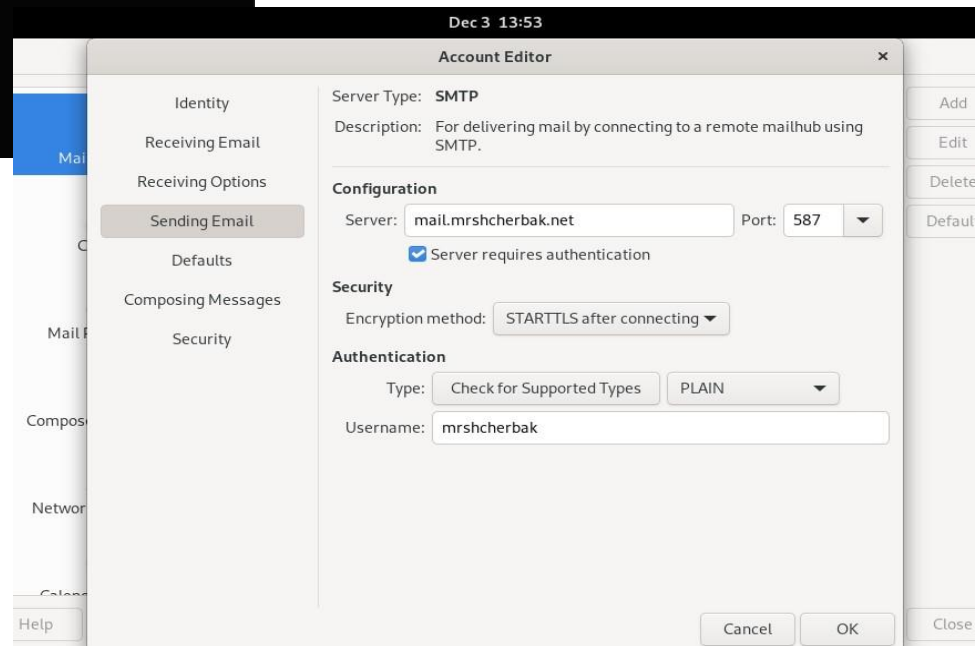 Dec 3 13:53
Account Editor
×
Identity
Receiving Email
Receiving Options
Sending Email
Defaults
Composing Messages
Security
Server Type: SMTP
Description: For delivering mail by connecting to a remote mailhub using
SMTP.
Configuration
Server: mail.mrshcherbak.net Port: 587
Server requires authentication
Security
Encryption method: STARTTLS after connecting
Authentication
Type: Check for Supported Types PLAIN
Username: mrshcherbak
Cancel OK
Mail
Help
Add
Edit
Delete
Close